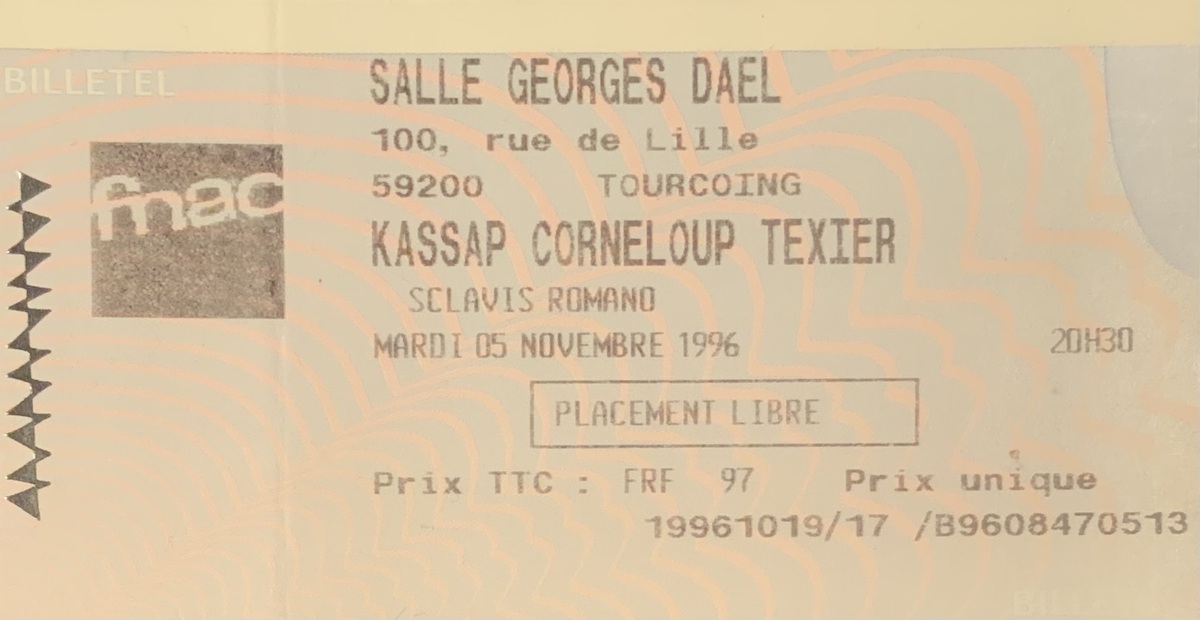 BILLETEL
fnac
SALLE GEORGES DAEL
100, rue de Lille
59200 TOURCOING
KASSAP CORNELOUP TEXIER
SCLAVIS ROMANO
MARDI 05 NOVEMBRE 1996 20H30
PLACEMENT LIBRE
Prix TTC : FRF 97 Prix unique
19961019/17 /B9608470513